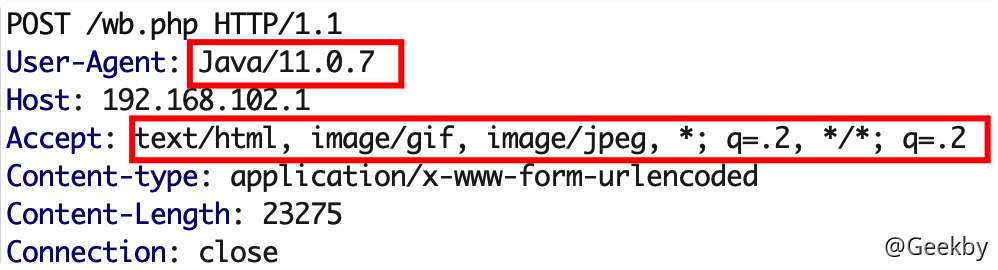 POST /wb.php HTTP/1.1
User-Agent: Java/11.0.7
Host: 192.168.102.1
Accept: text/html, image/gif, image/jpeg, *; q=.2, */*; q=.2
Content-type: application/x-www-form-urlencoded
Content-Length: 23275
Connection: close
@Geekby